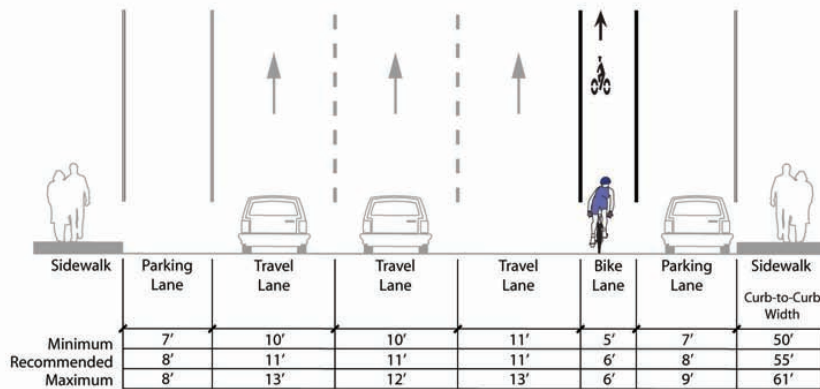 Sidewalk Parking Lane Travel Lane Travel Lane Travel Lane Bike Lane Parking Lane Sidewalk
Curb-to-Curb Width
Minimum 7' 10' 10' 11' 5' 7' 50'
Recommended 8' 11' 11' 11' 6' 8' 55'
Maximum 8' 13' 12' 13' 6' 9' 61'